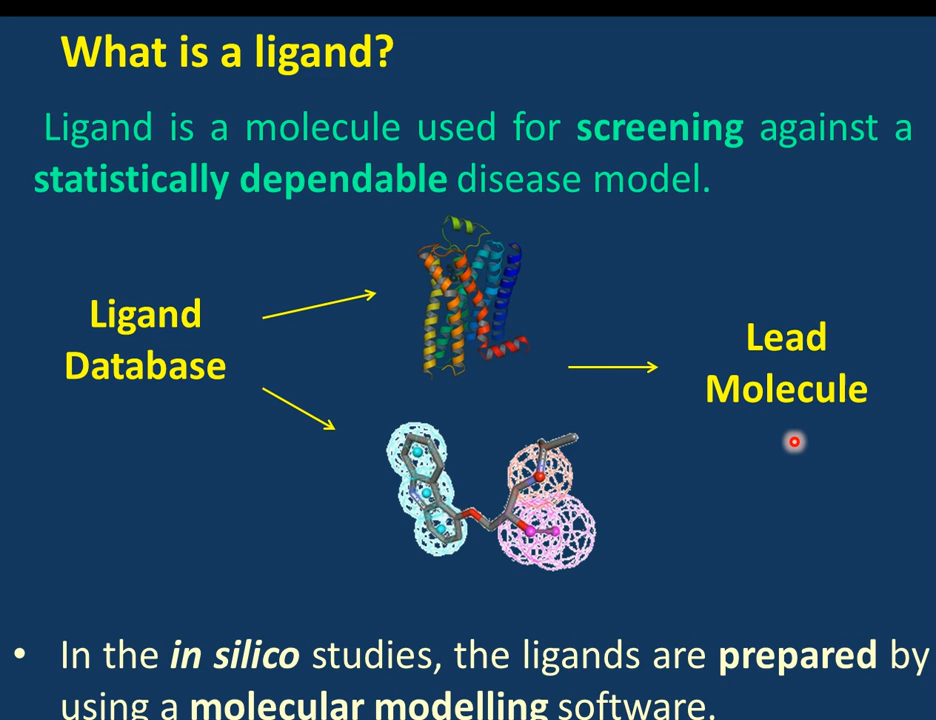 What is a ligand?
Ligand is a molecule used for screening against a
statistically dependable disease model.
Ligand
Database
Lead
Molecule
• In the in silico studies, the ligands are prepared by
using a molecular modelling software.